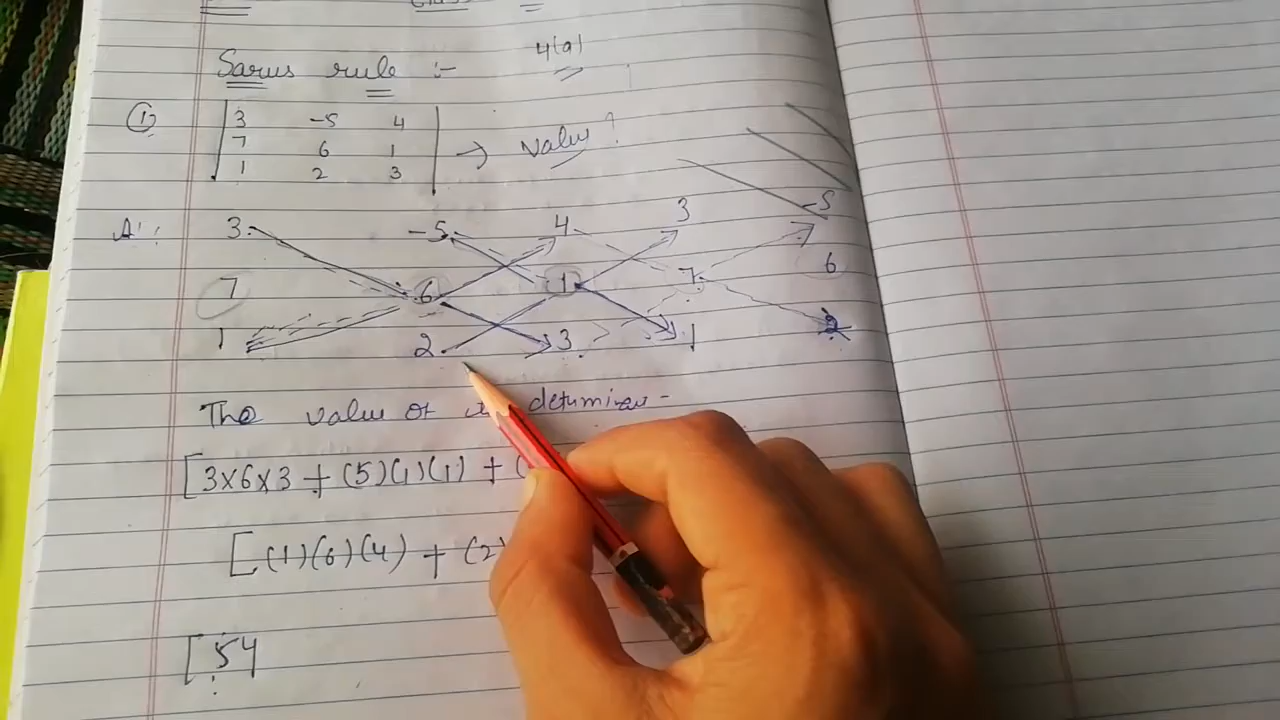 Sarus rule :- 4(a)
① 3 -5 4
7 6 1 → value?
1 2 3
A: 3 -5 4 3 -5
7 6 1 7 6
1 2 3 1 2
The value of
[3×6×3 + (5)(1)(1) + (
[(1)(6)(4) + (2)
[54